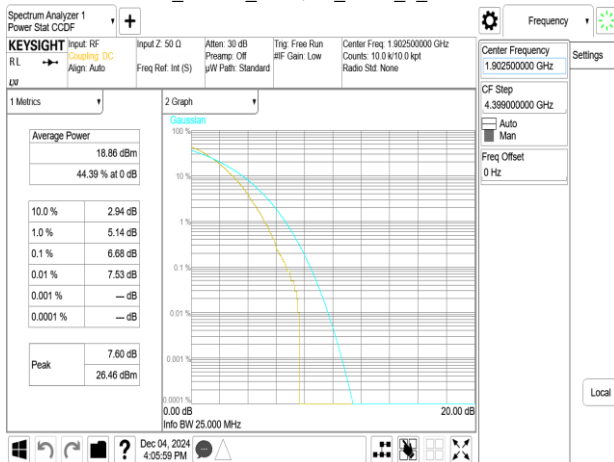 Spectrum Analyzer 1
Power Stat CCDF
Frequency
KEYSIGHT
RL
Input: RF
Coupling: DC
Align: Auto
Input Z: 50 Ω
Freq Ref: Int (S)
Atten: 30 dB
Preamp: Off
µW Path: Standard
Trig: Free Run
#IF Gain: Low
Center Freq: 1.902500000 GHz
Counts: 10.0 k/10.0 kpt
Radio Std: None
Center Frequency
1.902500000 GHz
Settings
CF Step
4.399000000 GHz
Auto
Man
Freq Offset
0 Hz
1 Metrics
Average Power
18.86 dBm
44.39 % at 0 dB
10.0 % 2.94 dB
1.0 % 5.14 dB
0.1 % 6.68 dB
0.01 % 7.53 dB
0.001 % --- dB
0.0001 % --- dB
Peak
7.60 dB
26.46 dBm
2 Graph
Gaussian
100 %
10 %
1 %
0.1 %
0.01 %
0.001 %
0.0001 %
0.00 dB 20.00 dB
Info BW 25.000 MHz
Local
?
Dec 04, 2024
4:05:59 PM